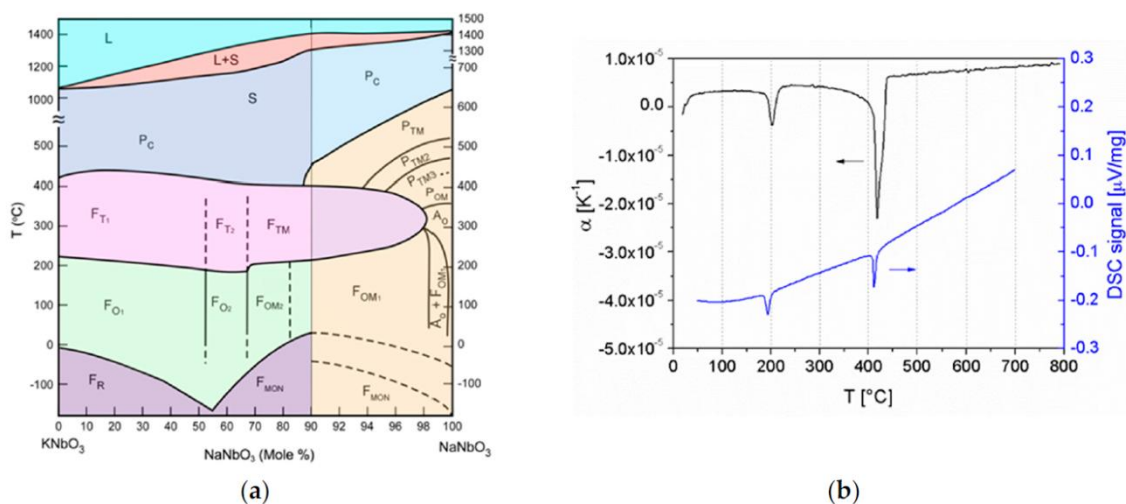 L
L+S
S
P_C
P_C
P_TM
P_TM2
P_TM3 ..
P_OM
A_O
F_T1
F_T2
F_TM
F_O1
F_O2
F_OM2
F_OM1
A_O + F_OM1
F_R
F_MON
F_MON
1400
1200
1000
≈
500
400
300
200
100
0
-100
T (°C)
1500
1400
1300
≈
700
600
500
400
300
200
100
0
-100
0 10 20 30 40 50 60 70 80 90 92 94 96 98 100
KNbO₃
NaNbO₃ (Mole %)
NaNbO₃
(a)
1.0x10⁻⁵
0.0
-1.0x10⁻⁵
-2.0x10⁻⁵
-3.0x10⁻⁵
-4.0x10⁻⁵
-5.0x10⁻⁵
α [K⁻¹]
0.3
0.2
0.1
0.0
-0.1
-0.2
-0.3
DSC signal [μV/mg]
0 100 200 300 400 500 600 700 800
T [°C]
(b)